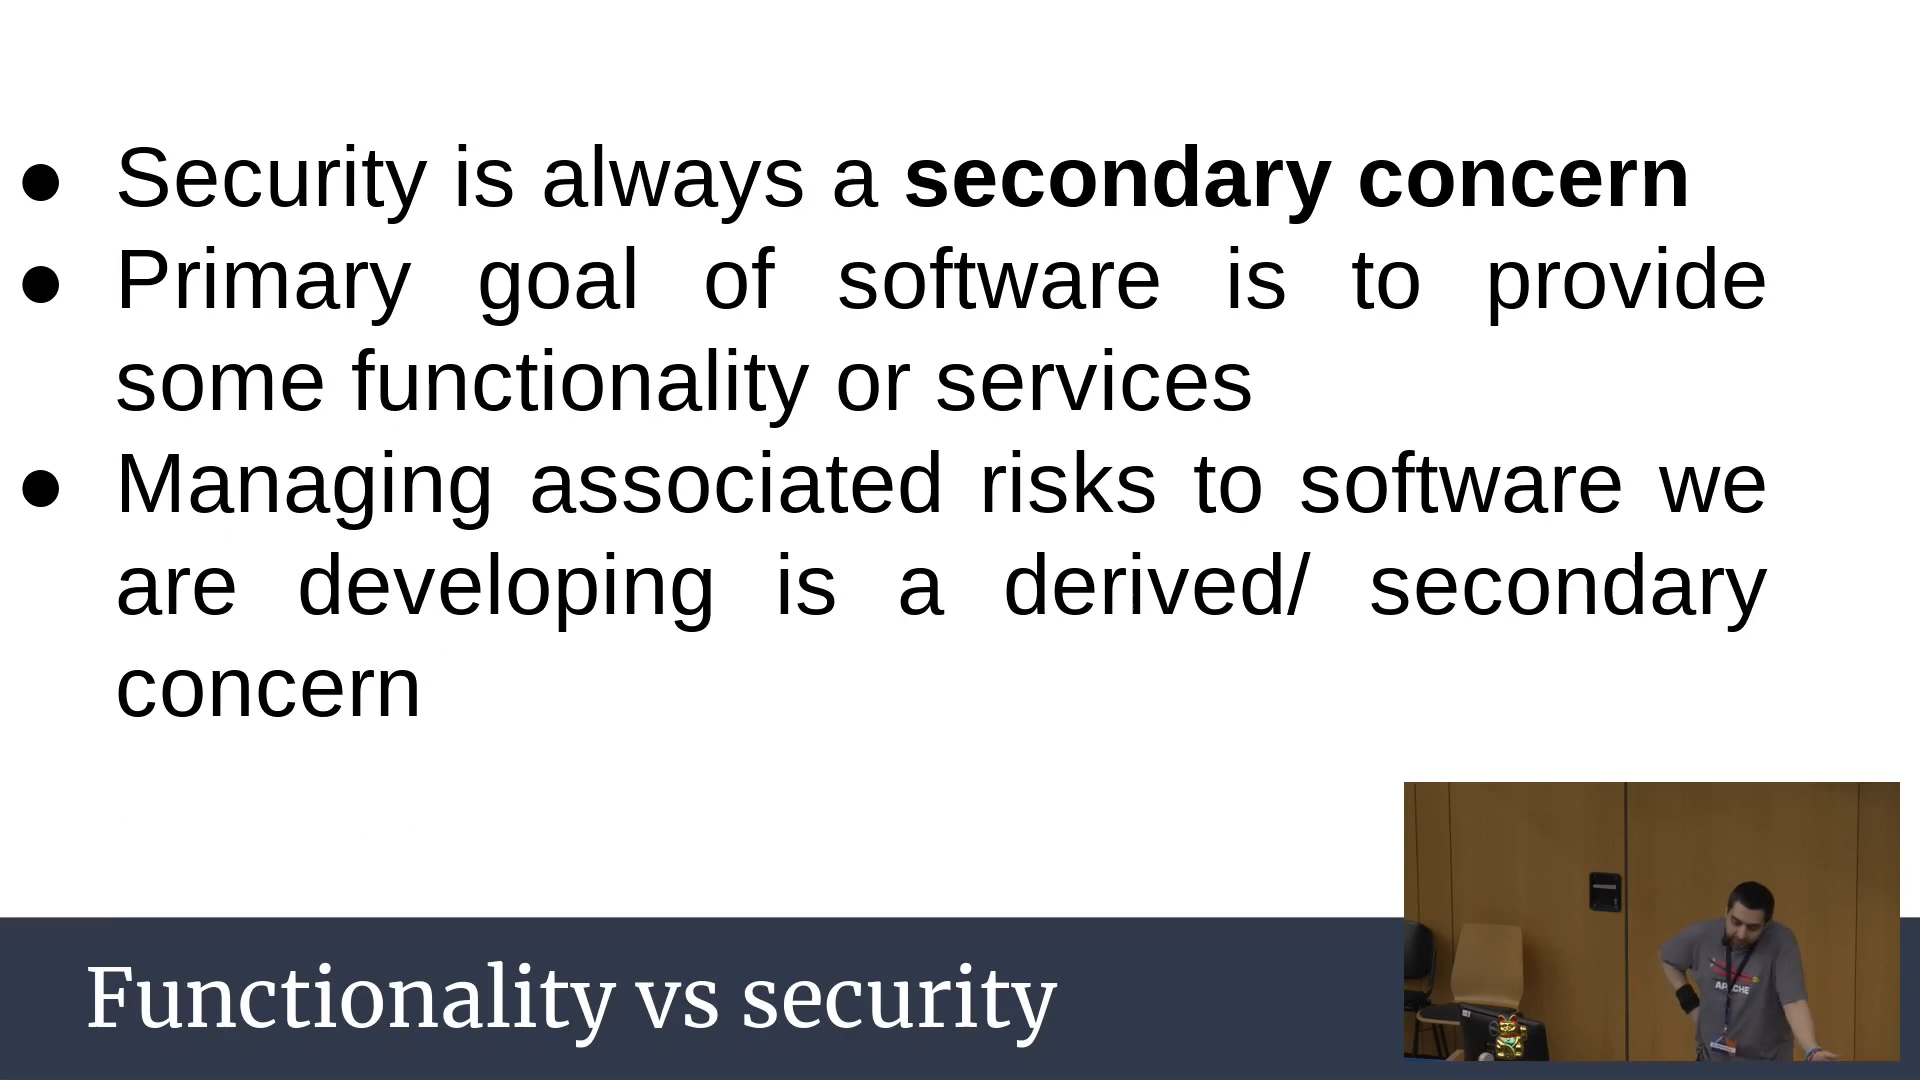 ● Security is always a secondary concern
● Primary goal of software is to provide
some functionality or services
● Managing associated risks to software we
are developing is a derived/ secondary
concern
Functionality vs security
APACHE